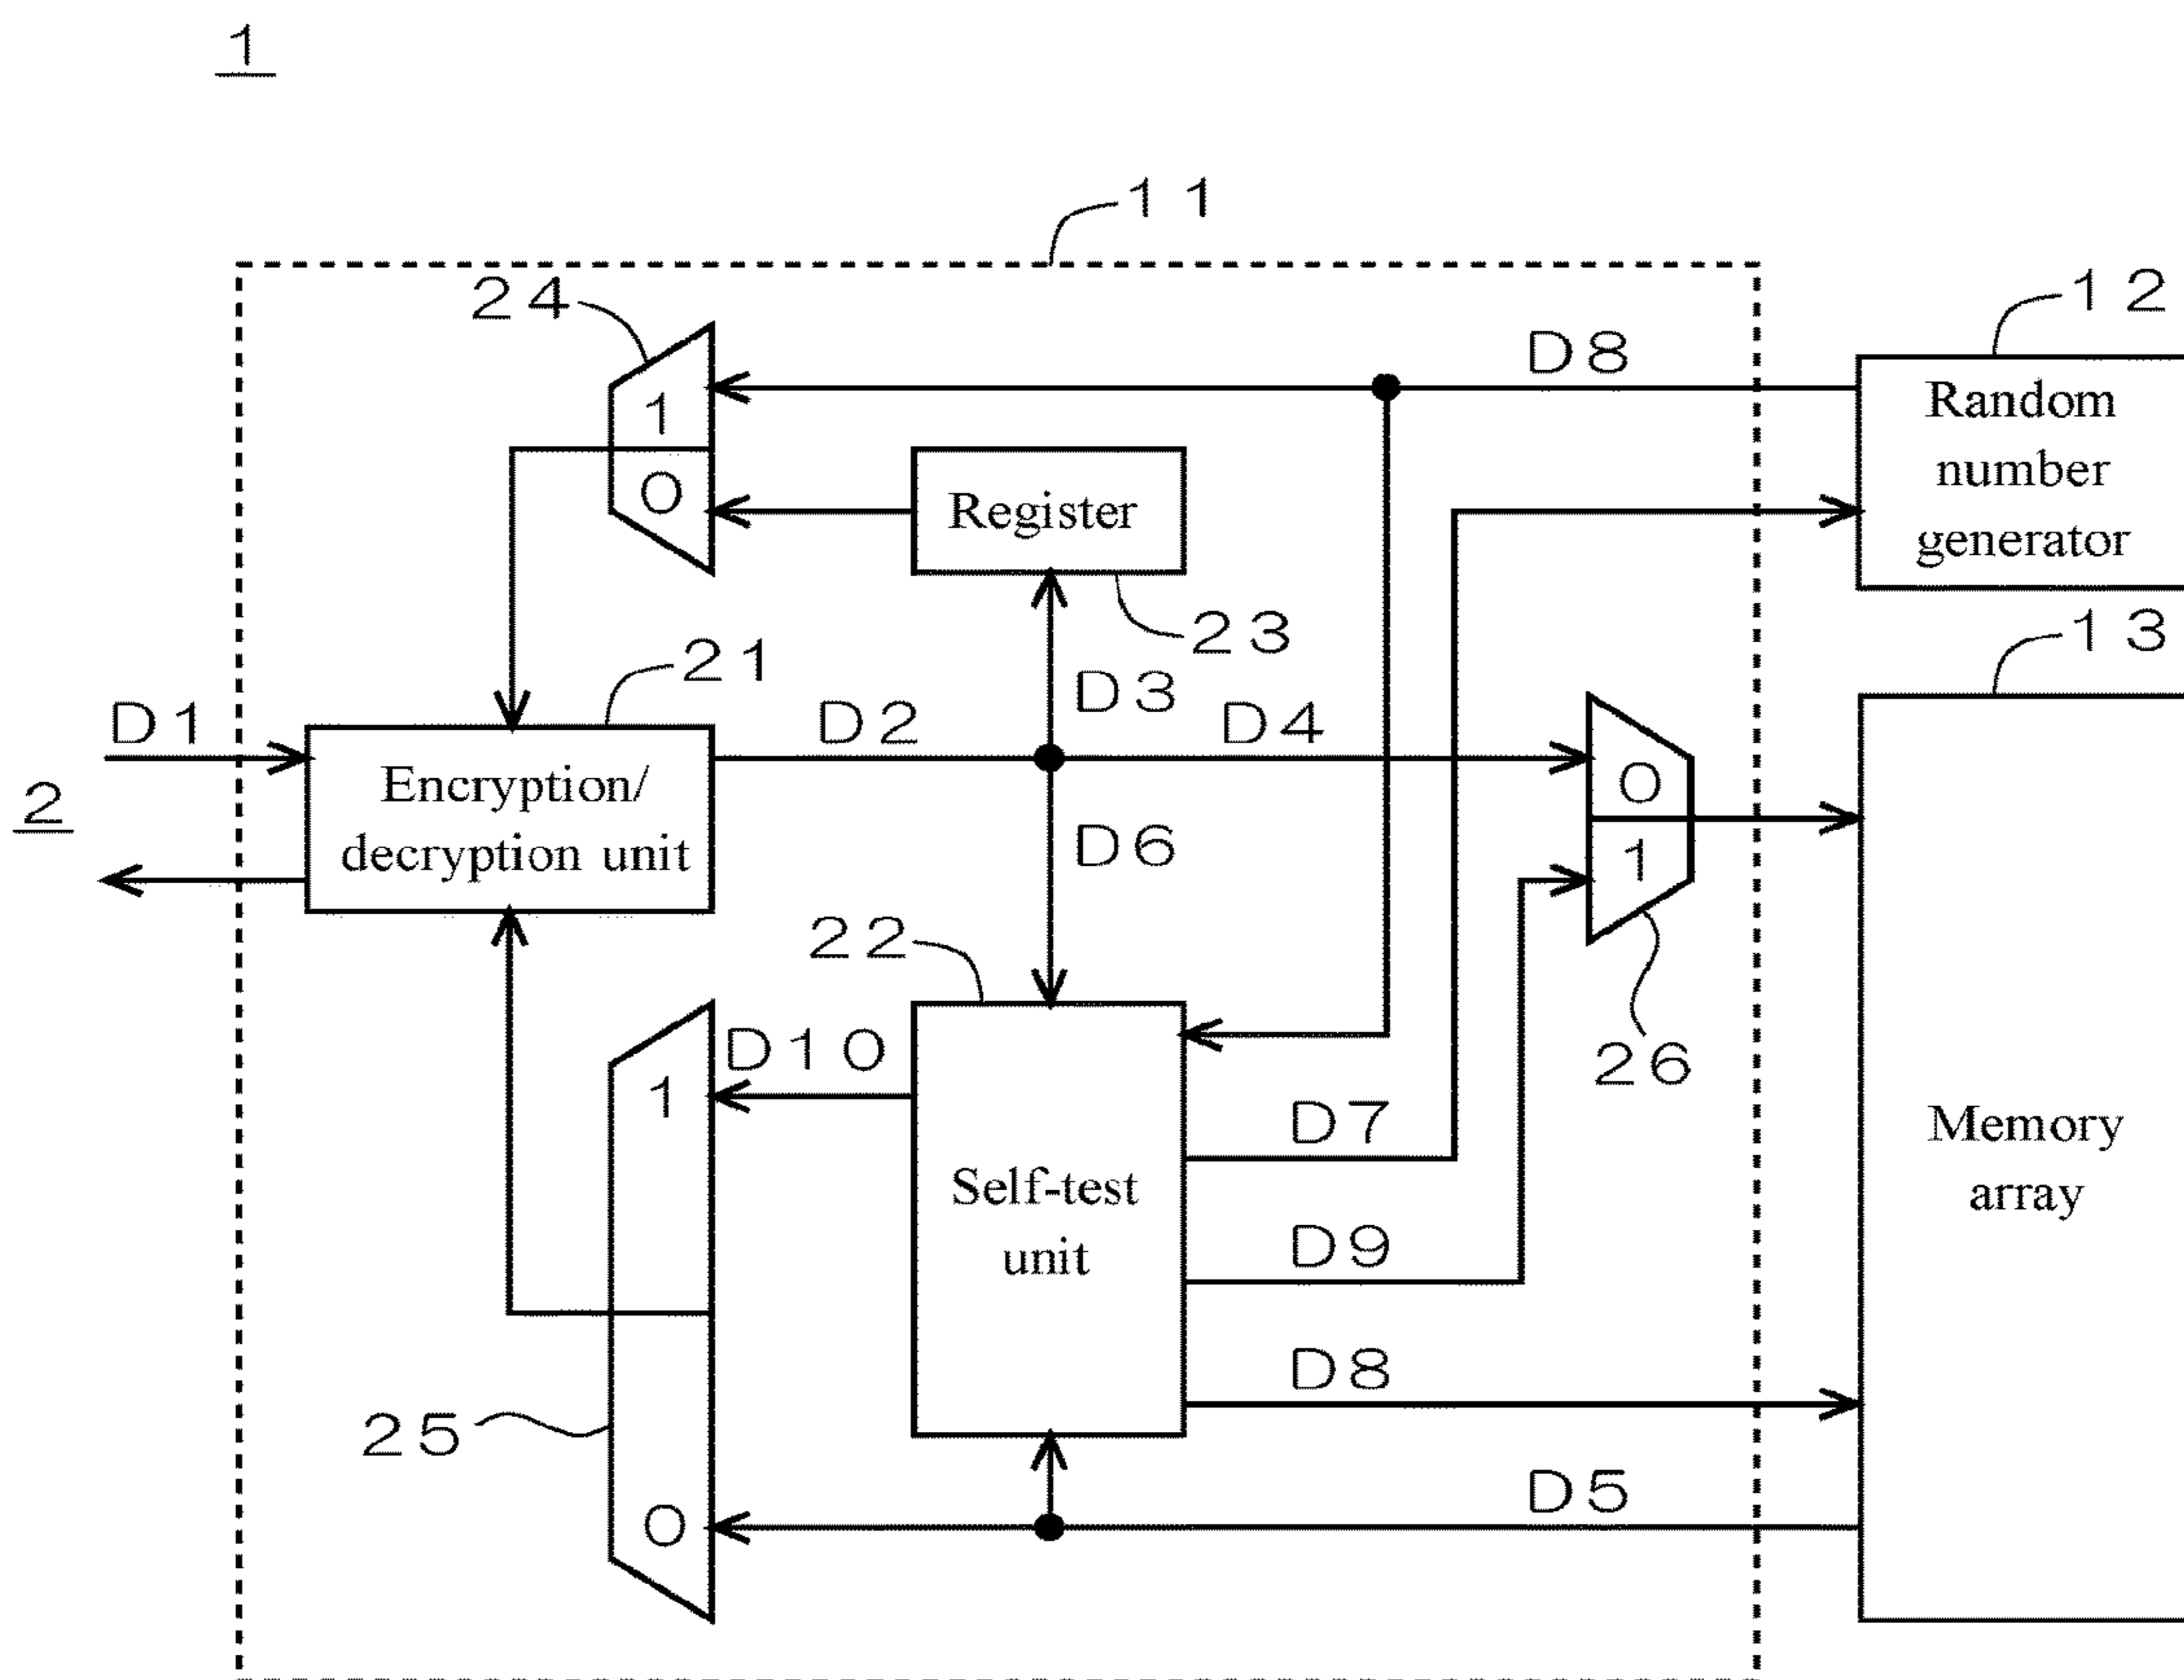 1
11
24
12
D8
1
Random
number
generator
0
Register
23
13
21
D3
D1
D2
D4
Encryption/
decryption unit
0
2
D6
1
22
26
D10
1
D7
Memory
array
Self-test
unit
D9
D8
25
D5
0